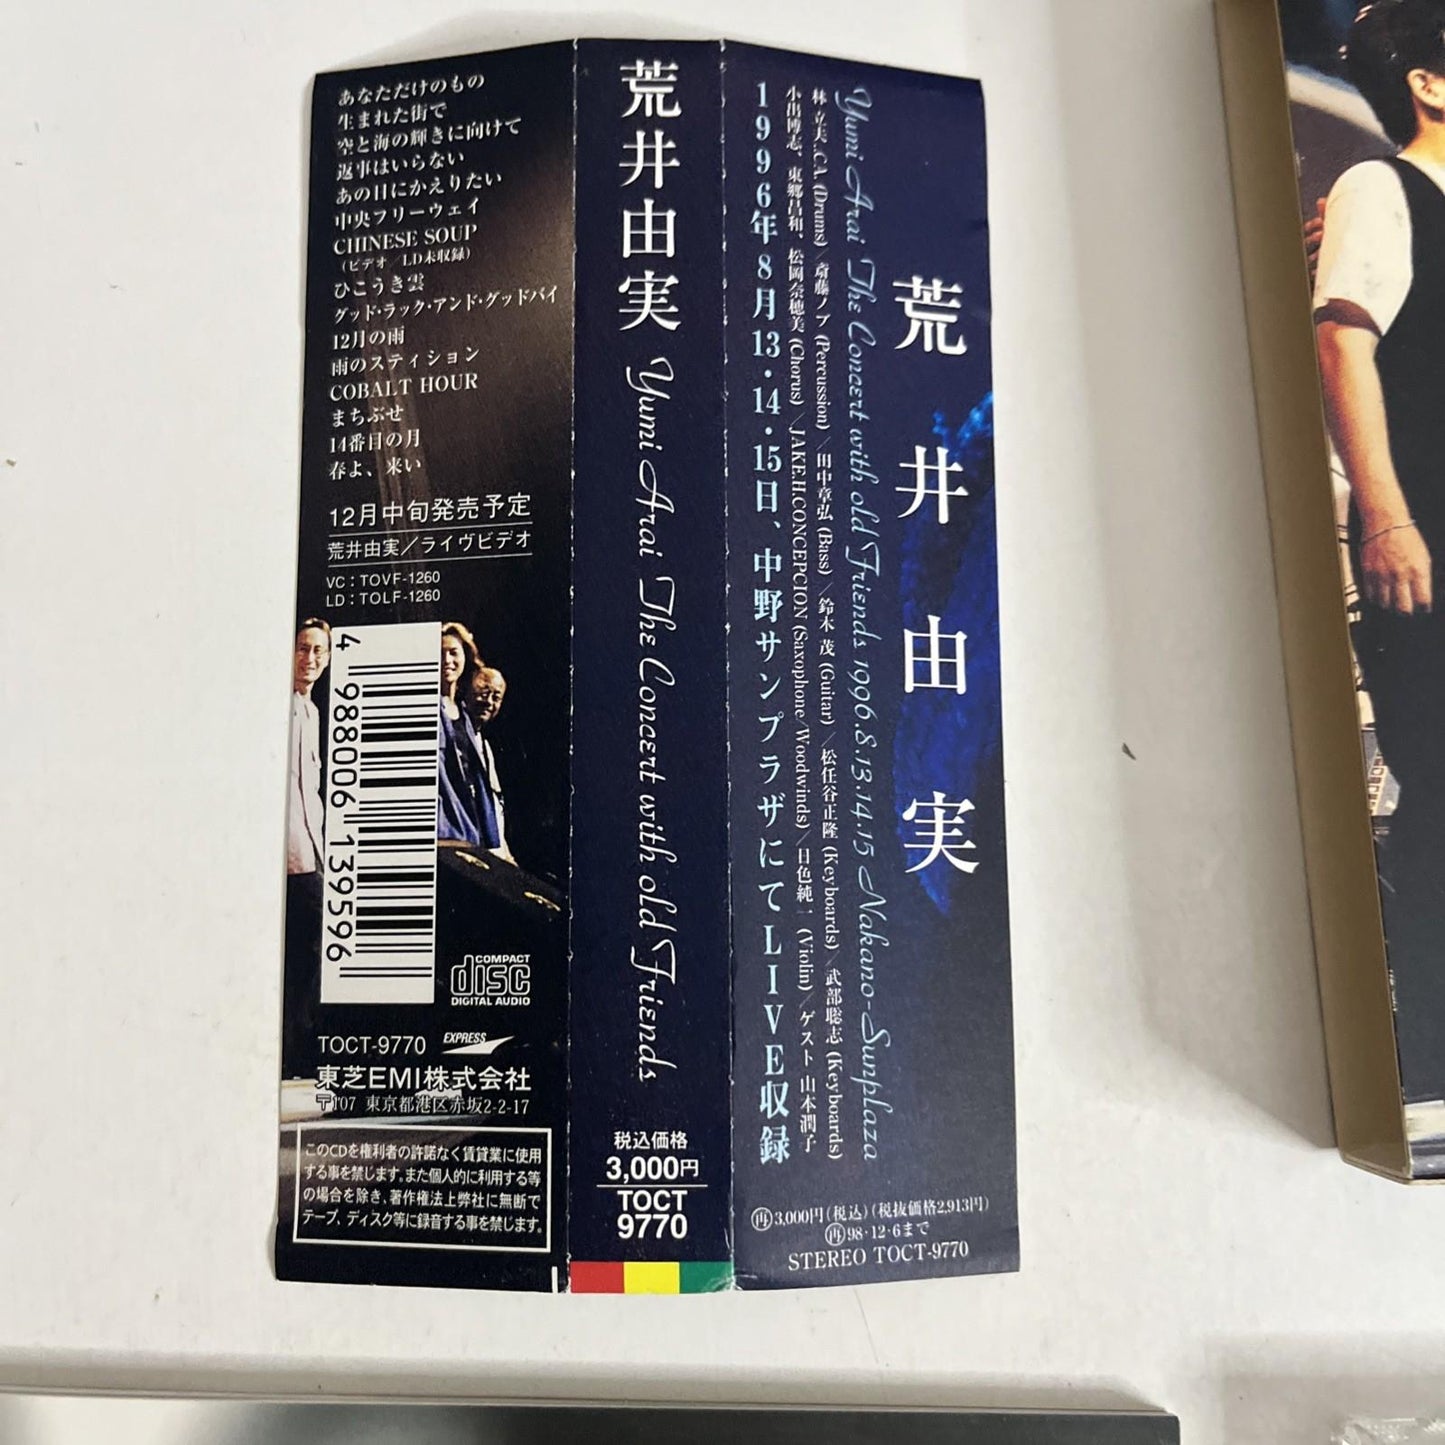 あなただけのもの
生まれた街で
空と海の輝きに向けて
返事はいらない
あの日にかえりたい
中央フリーウェイ
CHINESE SOUP
(ビデオ/LD未収録)
ひこうき雲
グッド・ラック・アンド・グッドバイ
12月の雨
雨のスティション
COBALT HOUR
まちぶせ
14番目の月
春よ、来い
12月中旬発売予定
荒井由実/ライヴビデオ
VC:TOVF-1260
LD:TOLF-1260
4 988006 139596
COMPACT
disc
DIGITAL AUDIO
TOCT-9770 EXPRESS
東芝EMI株式会社
〒107 東京都港区赤坂2-2-17
このCDを権利者の許諾なく賃貸業に使用
する事を禁じます。また個人的に利用する等
の場合を除き、著作権法上弊社に無断で
テープ、ディスク等に録音する事を禁じます。
荒井由実 Yumi Arai The Concert with old Friends
税込価格
3,000円
TOCT
9770
荒井由実
Yumi Arai The Concert with old Friends 1996.8.13.14.15 Nakano-Sunplaza
林 立夫.CA. (Drums)/斎藤ノブ (Percussion)/田中章弘 (Bass)/鈴木 茂 (Guitar)/松任谷正隆 (Keyboards)/武部聡志 (Keyboards)
小出博志、東郷昌和、松岡奈穂美 (Chorus)/JAKE.H.CONCEPCION (Saxophone/Woodwinds)/日色純一 (Violin)/ゲスト 山本潤子
1996年8月13・14・15日、中野サンプラザにてLIVE収録
㊢3,000円(税込)(税抜価格2,913円)
98・12・6まで
STEREO TOCT-9770